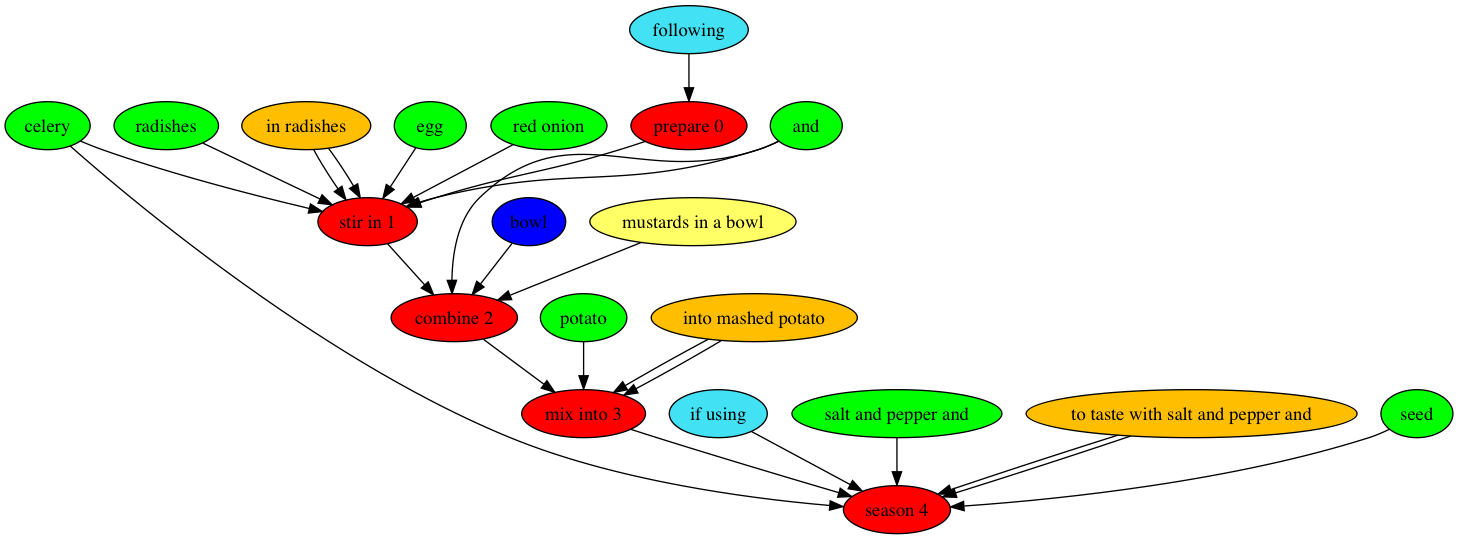 following
celery
radishes
in radishes
egg
red onion
prepare 0
and
stir in 1
bowl
mustards in a bowl
combine 2
potato
into mashed potato
mix into 3
if using
salt and pepper and
to taste with salt and pepper and
seed
season 4